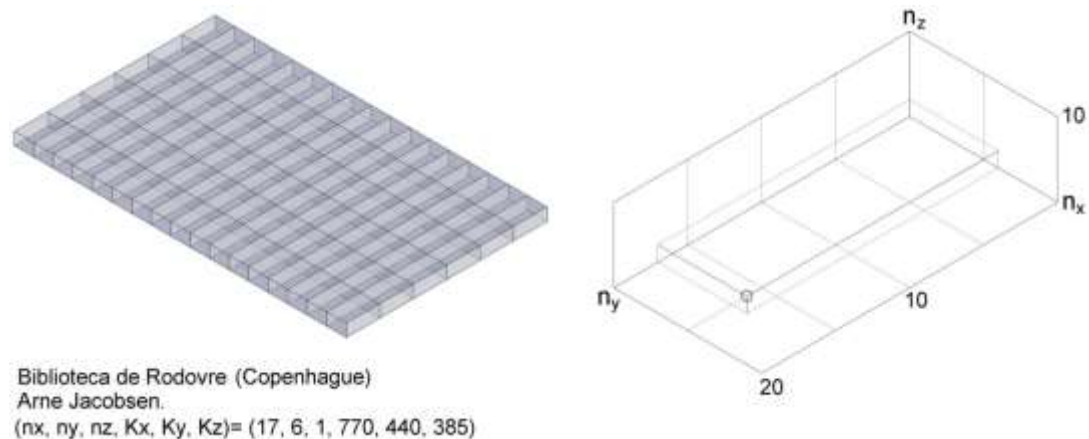 n_z
10
n_x
n_y
10
20
Biblioteca de Rodovre (Copenhague)
Arne Jacobsen.
(nx, ny, nz, Kx, Ky, Kz)= (17, 6, 1, 770, 440, 385)